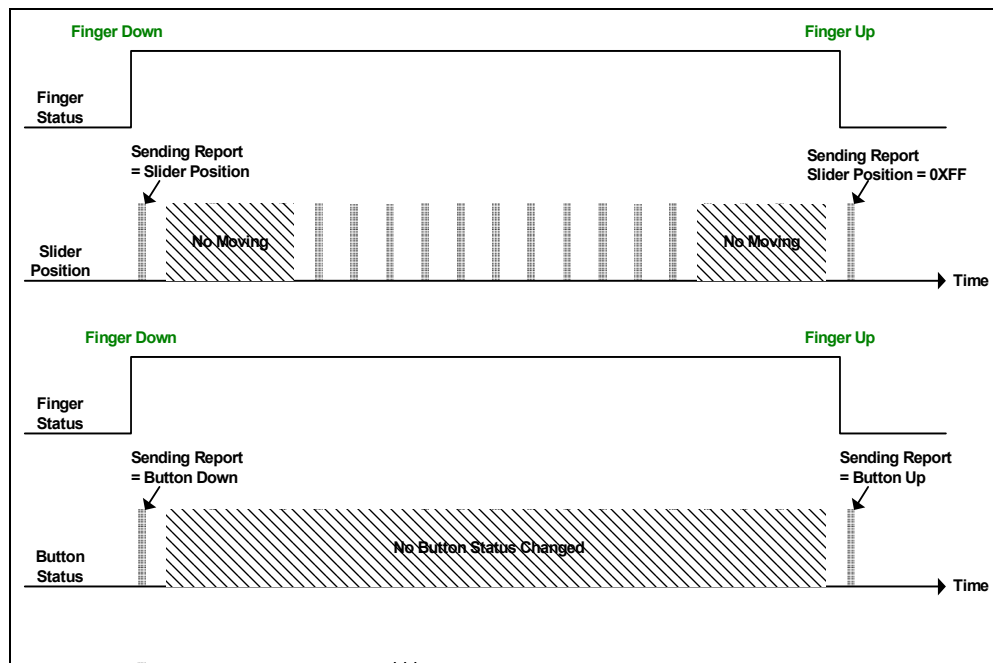 Finger Down
Finger Up
Finger
Status
Sending Report
= Slider Position
Sending Report
Slider Position = 0XFF
No Moving
No Moving
Slider
Position
Time
Finger Down
Finger Up
Finger
Status
Sending Report
= Button Down
Sending Report
= Button Up
No Button Status Changed
Button
Status
Time